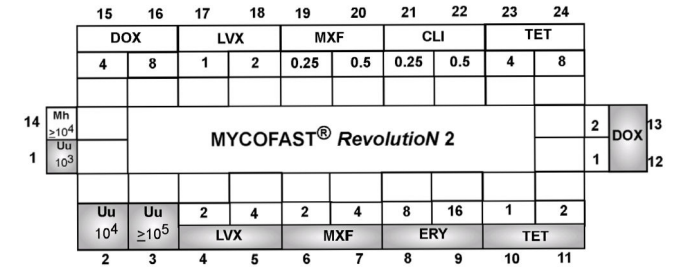 15 16 17 18 19 20 21 22 23 24
DOX LVX MXF CLI TET
4 8 1 2 0.25 0.5 0.25 0.5 4 8
14 Mh ≥10⁴
1 Uu 10³
MYCOFAST® RevolutioN 2
2 DOX 13
1 12
Uu 10⁴ Uu ≥10⁵ 2 4 2 4 8 16 1 2
LVX MXF ERY TET
2 3 4 5 6 7 8 9 10 11